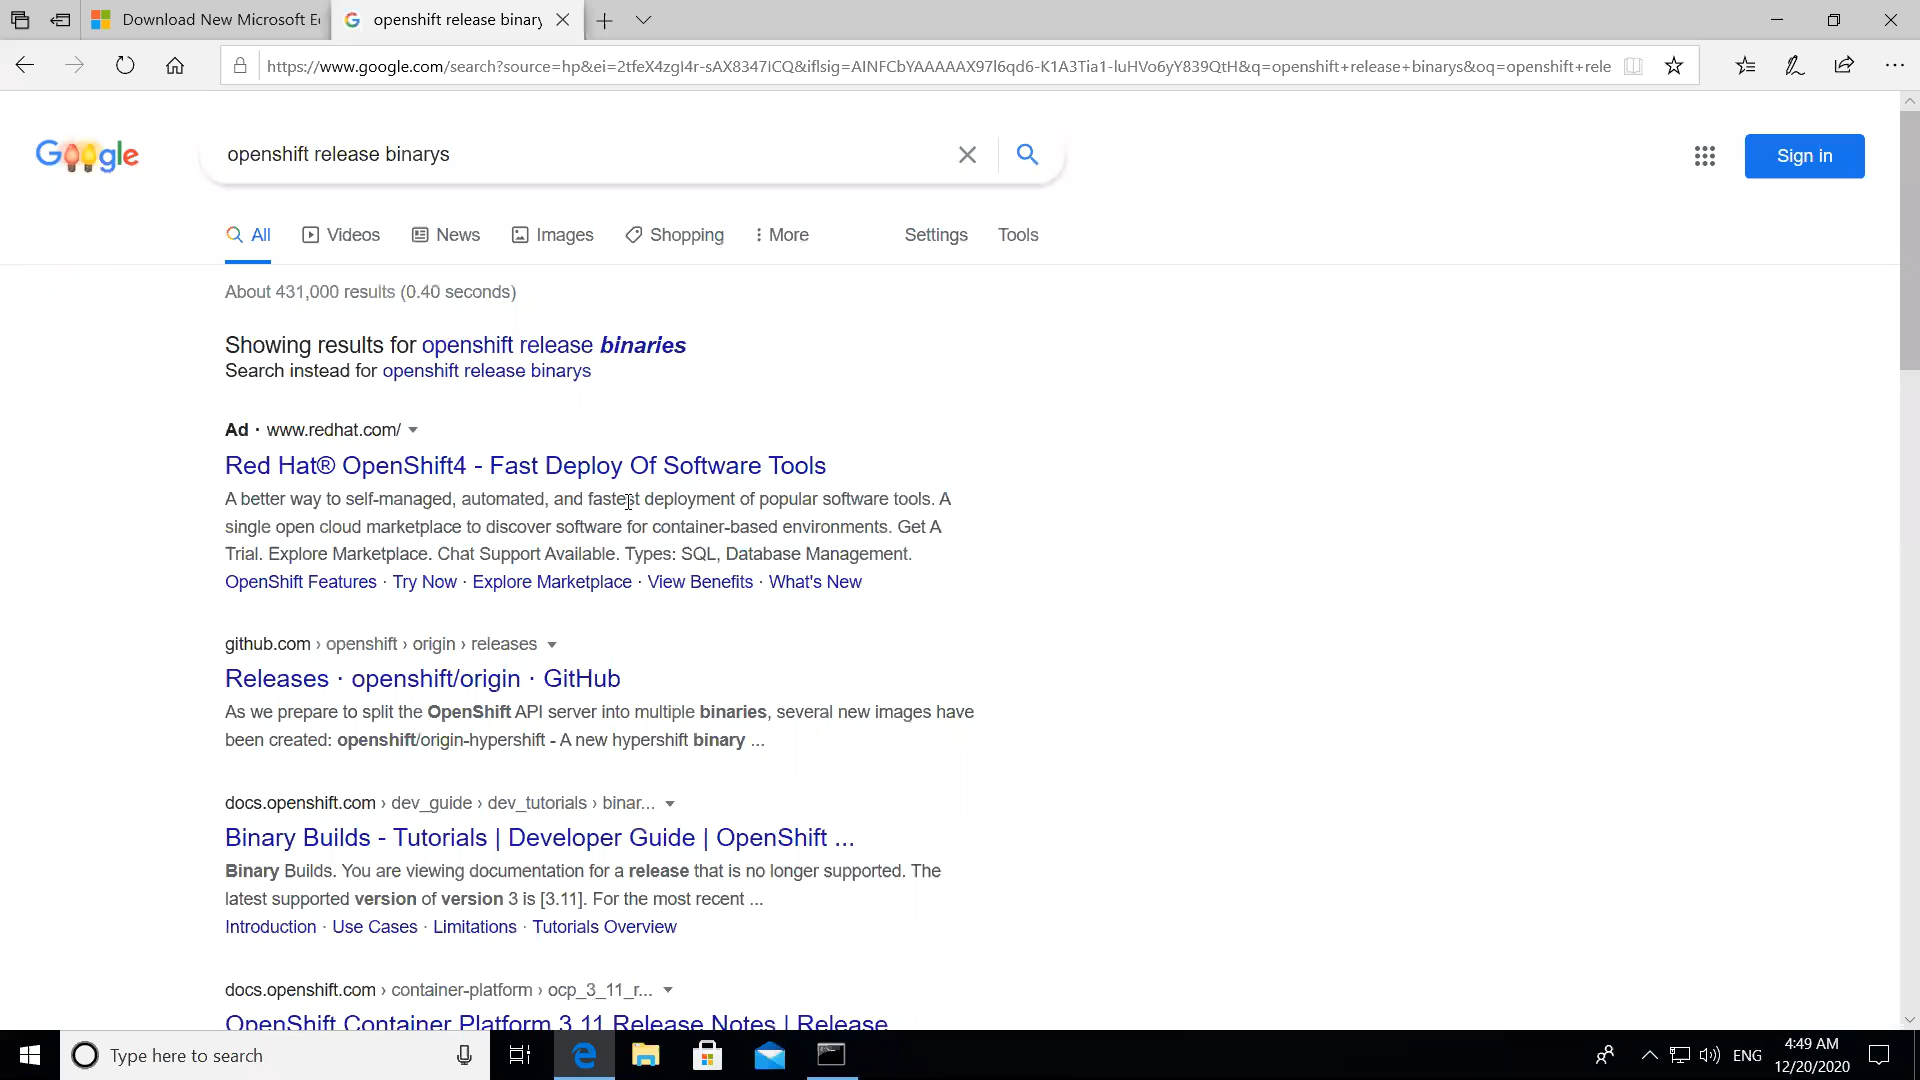 Download New Microsoft E
openshift release binary
https://www.google.com/search?source=hp&ei=2tfeX4zgI4r-sAX8347ICQ&iflsig=AINFCbYAAAAAX97l6qd6-K1A3Tia1-luHVo6yY839QtH&q=openshift+release+binarys&oq=openshift+rele
Google
openshift release binarys
Sign in
All
Videos
News
Images
Shopping
More
Settings
Tools
About 431,000 results (0.40 seconds)
Showing results for openshift release binaries
Search instead for openshift release binarys
Ad · www.redhat.com/
Red Hat® OpenShift4 - Fast Deploy Of Software Tools
A better way to self-managed, automated, and fastest deployment of popular software tools. A
single open cloud marketplace to discover software for container-based environments. Get A
Trial. Explore Marketplace. Chat Support Available. Types: SQL, Database Management.
OpenShift Features · Try Now · Explore Marketplace · View Benefits · What's New
github.com › openshift › origin › releases
Releases · openshift/origin · GitHub
As we prepare to split the OpenShift API server into multiple binaries, several new images have
been created: openshift/origin-hypershift - A new hypershift binary ...
docs.openshift.com › dev_guide › dev_tutorials › binar...
Binary Builds - Tutorials | Developer Guide | OpenShift ...
Binary Builds. You are viewing documentation for a release that is no longer supported. The
latest supported version of version 3 is [3.11]. For the most recent ...
Introduction · Use Cases · Limitations · Tutorials Overview
docs.openshift.com › container-platform › ocp_3_11_r...
OpenShift Container Platform 3.11 Release Notes | Release
Type here to search
ENG
4:49 AM
12/20/2020